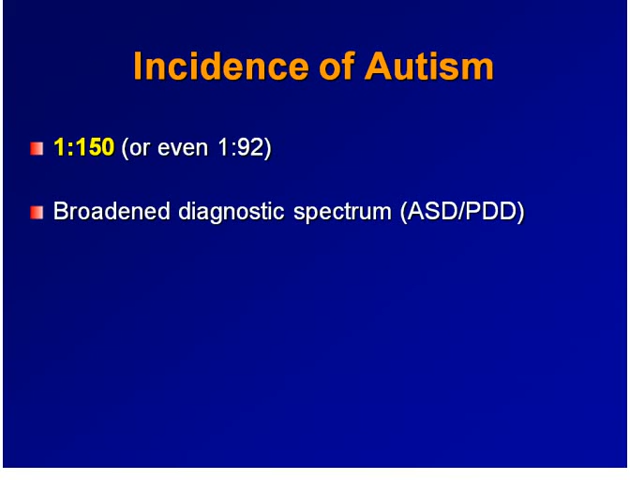 Incidence of Autism
1:150 (or even 1:92)
Broadened diagnostic spectrum (ASD/PDD)